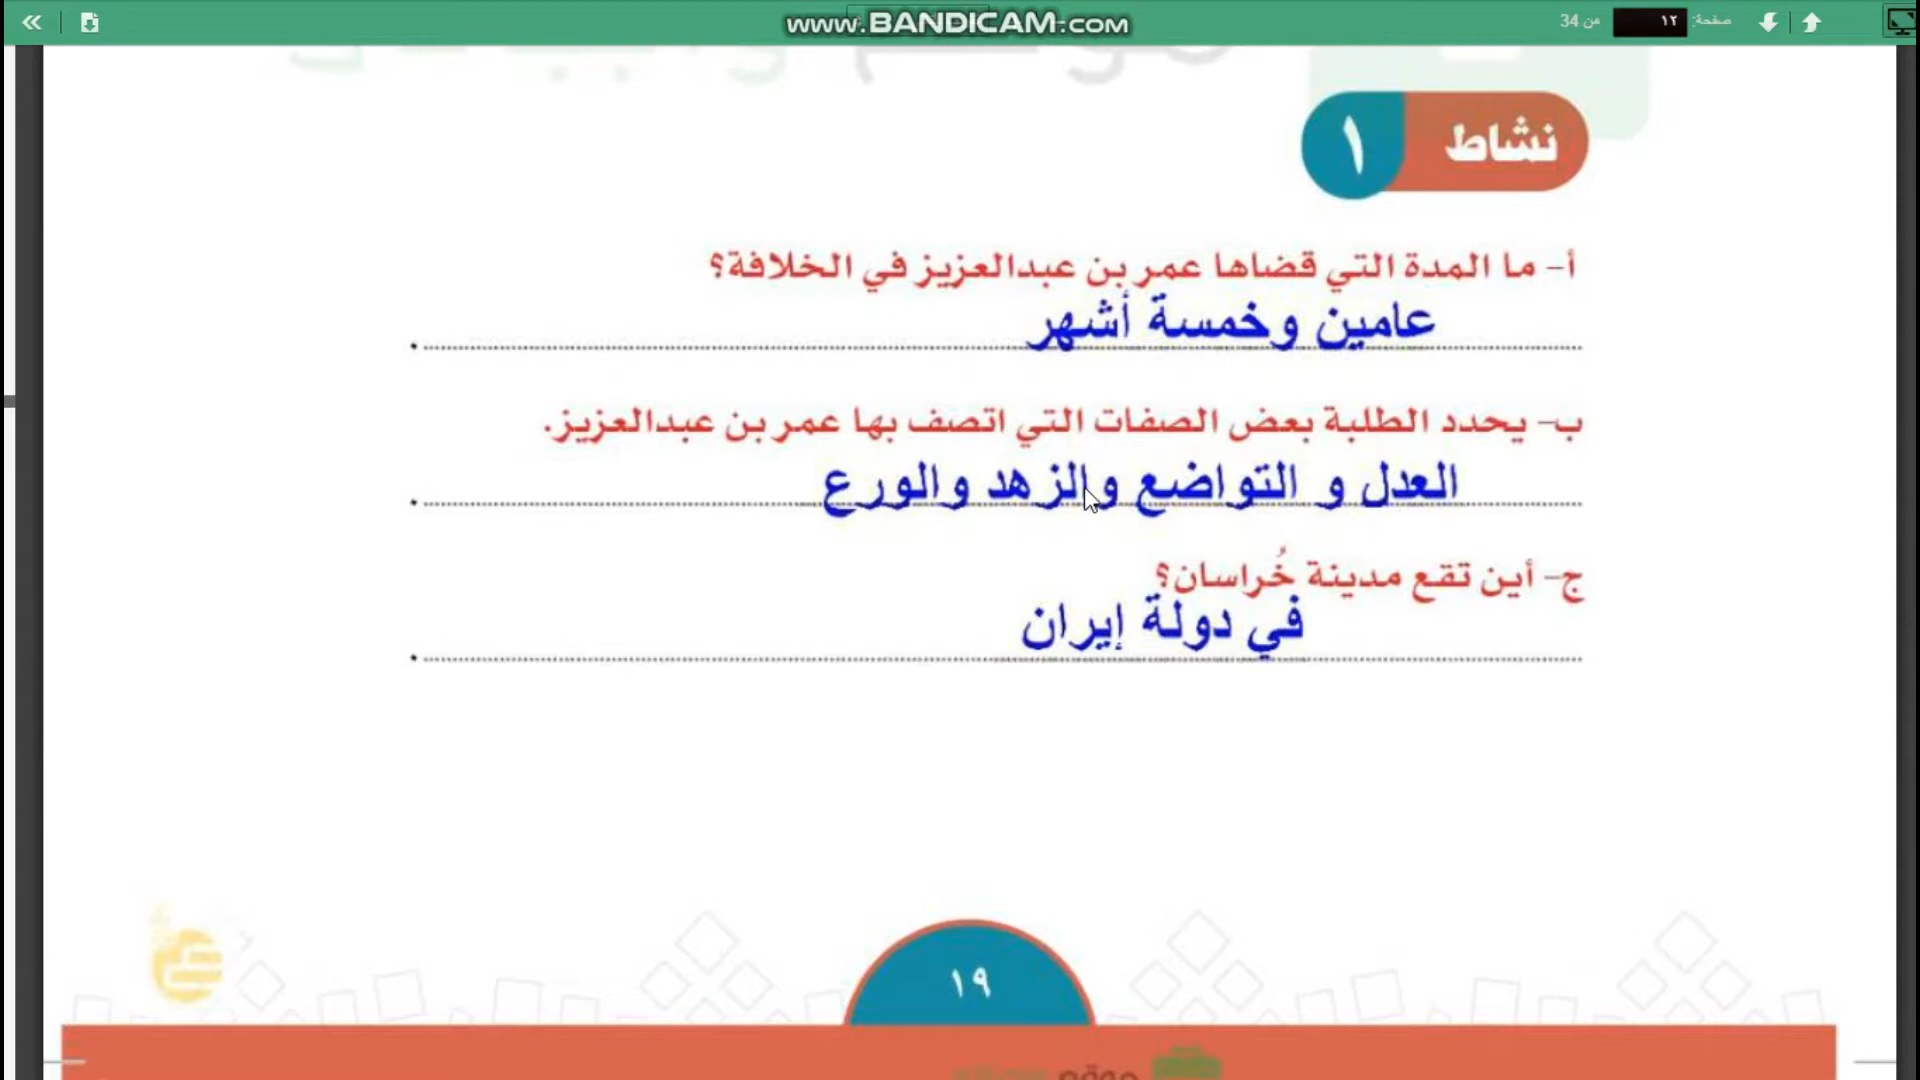 www.BANDICAM.com
صفحة: ١٢ من 34
نشاط ١
أ- ما المدة التي قضاها عمر بن عبدالعزيز في الخلافة؟
عامين وخمسة أشهر
ب- يحدد الطلبة بعض الصفات التي اتصف بها عمر بن عبدالعزيز.
العدل و التواضع والزهد والورع
ج- أين تقع مدينة خُراسان؟
في دولة إيران
١٩